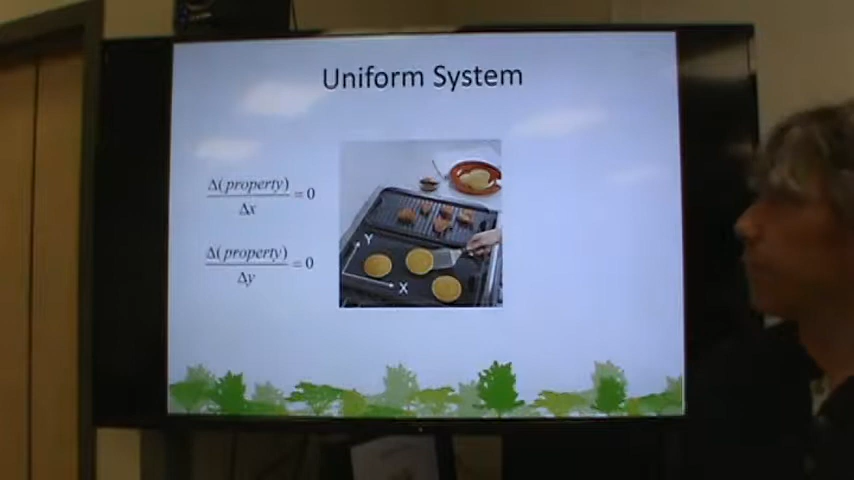 Uniform System
Δ(property)/Δx = 0
Δ(property)/Δy = 0
Y
X